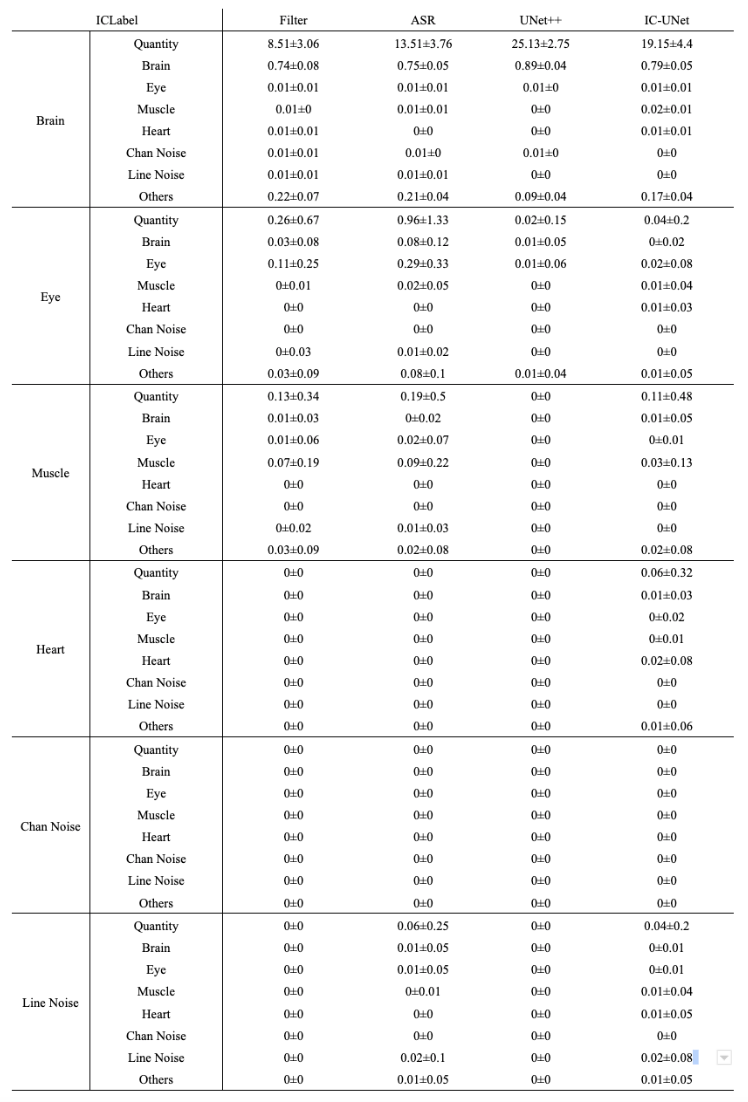 ICLabel Filter ASR UNet++ IC-UNet
Quantity 8.51±3.06 13.51±3.76 25.13±2.75 19.15±4.4
Brain 0.74±0.08 0.75±0.05 0.89±0.04 0.79±0.05
Eye 0.01±0.01 0.01±0.01 0.01±0 0.01±0.01
Muscle 0.01±0 0.01±0.01 0±0 0.02±0.01
Brain
Heart 0.01±0.01 0±0 0±0 0.01±0.01
Chan Noise 0.01±0.01 0.01±0 0.01±0 0±0
Line Noise 0.01±0.01 0.01±0.01 0±0 0±0
Others 0.22±0.07 0.21±0.04 0.09±0.04 0.17±0.04
Quantity 0.26±0.67 0.96±1.33 0.02±0.15 0.04±0.2
Brain 0.03±0.08 0.08±0.12 0.01±0.05 0±0.02
Eye 0.11±0.25 0.29±0.33 0.01±0.06 0.02±0.08
Muscle 0±0.01 0.02±0.05 0±0 0.01±0.04
Eye
Heart 0±0 0±0 0±0 0.01±0.03
Chan Noise 0±0 0±0 0±0 0±0
Line Noise 0±0.03 0.01±0.02 0±0 0±0
Others 0.03±0.09 0.08±0.1 0.01±0.04 0.01±0.05
Quantity 0.13±0.34 0.19±0.5 0±0 0.11±0.48
Brain 0.01±0.03 0±0.02 0±0 0.01±0.05
Eye 0.01±0.06 0.02±0.07 0±0 0±0.01
Muscle 0.07±0.19 0.09±0.22 0±0 0.03±0.13
Muscle
Heart 0±0 0±0 0±0 0±0
Chan Noise 0±0 0±0 0±0 0±0
Line Noise 0±0.02 0.01±0.03 0±0 0±0
Others 0.03±0.09 0.02±0.08 0±0 0.02±0.08
Quantity 0±0 0±0 0±0 0.06±0.32
Brain 0±0 0±0 0±0 0.01±0.03
Eye 0±0 0±0 0±0 0±0.02
Muscle 0±0 0±0 0±0 0±0.01
Heart
Heart 0±0 0±0 0±0 0.02±0.08
Chan Noise 0±0 0±0 0±0 0±0
Line Noise 0±0 0±0 0±0 0±0
Others 0±0 0±0 0±0 0.01±0.06
Quantity 0±0 0±0 0±0 0±0
Brain 0±0 0±0 0±0 0±0
Eye 0±0 0±0 0±0 0±0
Muscle 0±0 0±0 0±0 0±0
Chan Noise
Heart 0±0 0±0 0±0 0±0
Chan Noise 0±0 0±0 0±0 0±0
Line Noise 0±0 0±0 0±0 0±0
Others 0±0 0±0 0±0 0±0
Quantity 0±0 0.06±0.25 0±0 0.04±0.2
Brain 0±0 0.01±0.05 0±0 0±0.01
Eye 0±0 0.01±0.05 0±0 0±0.01
Muscle 0±0 0±0.01 0±0 0.01±0.04
Line Noise
Heart 0±0 0±0 0±0 0.01±0.05
Chan Noise 0±0 0±0 0±0 0±0
Line Noise 0±0 0.02±0.1 0±0 0.02±0.08
Others 0±0 0.01±0.05 0±0 0.01±0.05